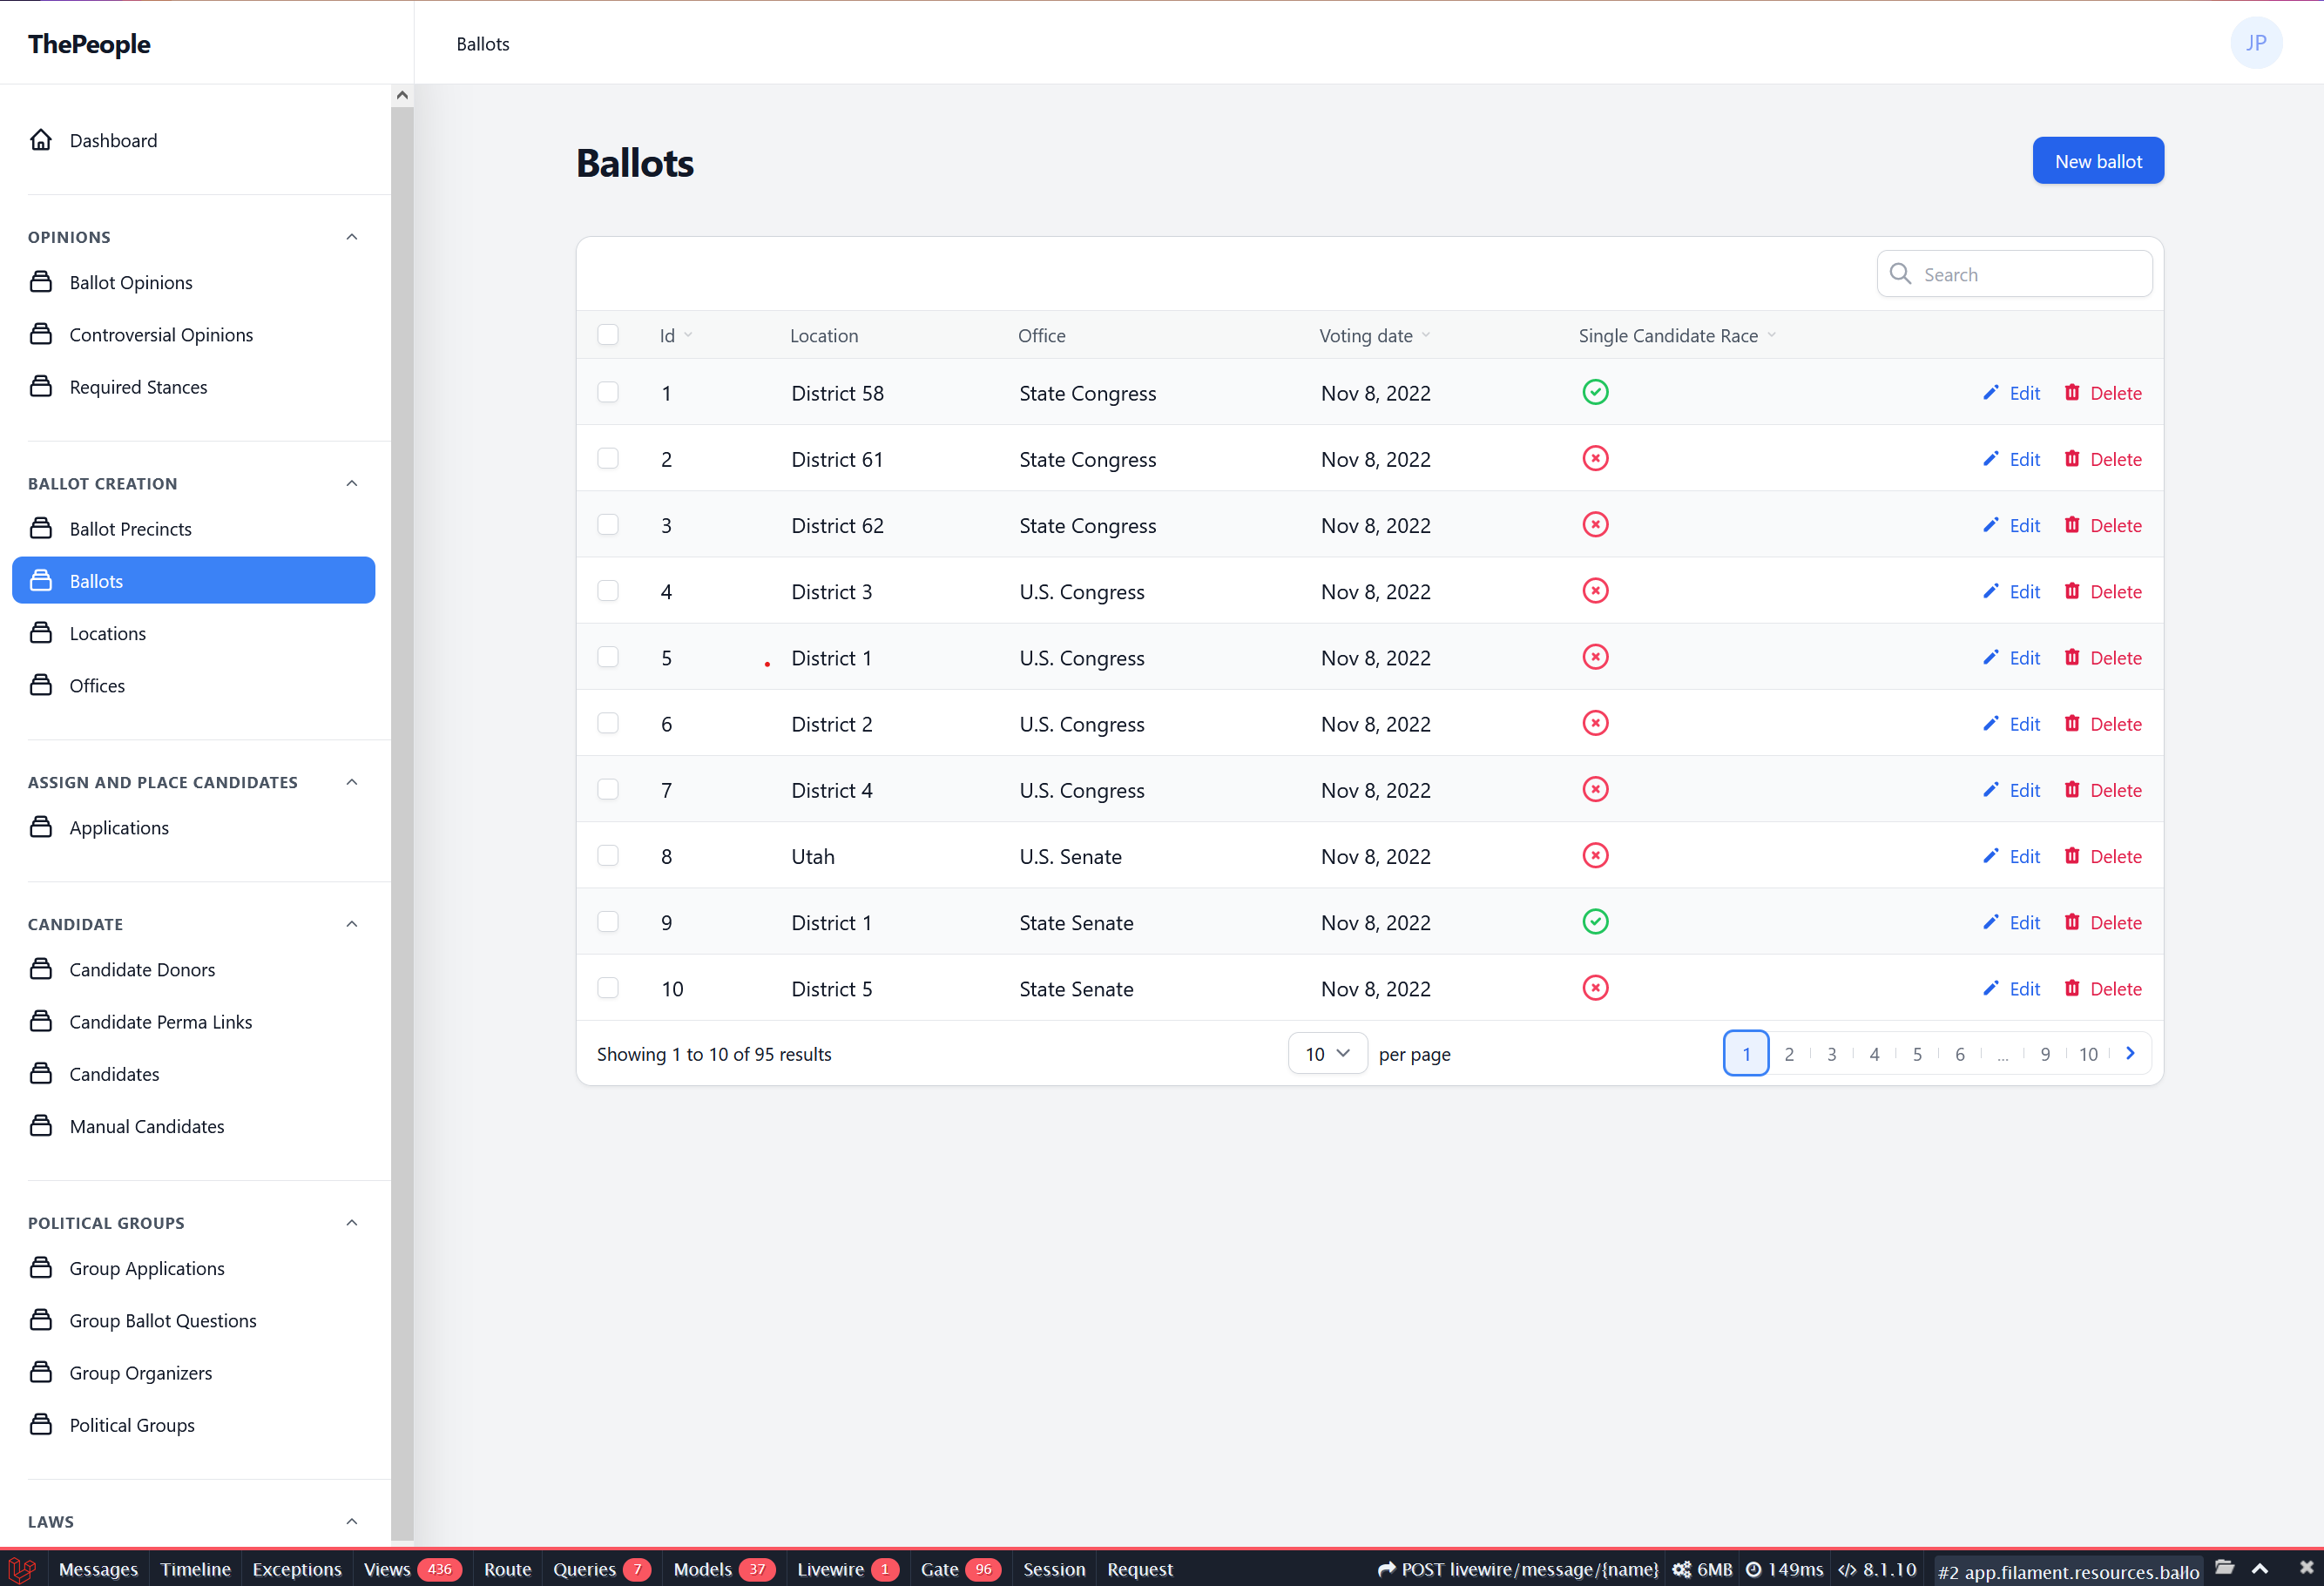 ThePeople
Ballots
JP
Dashboard
OPINIONS
Ballot Opinions
Controversial Opinions
Required Stances
BALLOT CREATION
Ballot Precincts
Ballots
Locations
Offices
ASSIGN AND PLACE CANDIDATES
Applications
CANDIDATE
Candidate Donors
Candidate Perma Links
Candidates
Manual Candidates
POLITICAL GROUPS
Group Applications
Group Ballot Questions
Group Organizers
Political Groups
LAWS
Ballots
New ballot
Search
Id Location Office Voting date Single Candidate Race
1 District 58 State Congress Nov 8, 2022 Edit Delete
2 District 61 State Congress Nov 8, 2022 Edit Delete
3 District 62 State Congress Nov 8, 2022 Edit Delete
4 District 3 U.S. Congress Nov 8, 2022 Edit Delete
5 District 1 U.S. Congress Nov 8, 2022 Edit Delete
6 District 2 U.S. Congress Nov 8, 2022 Edit Delete
7 District 4 U.S. Congress Nov 8, 2022 Edit Delete
8 Utah U.S. Senate Nov 8, 2022 Edit Delete
9 District 1 State Senate Nov 8, 2022 Edit Delete
10 District 5 State Senate Nov 8, 2022 Edit Delete
Showing 1 to 10 of 95 results 10 per page 1 2 3 4 5 6 ... 9 10
Messages Timeline Exceptions Views 436 Route Queries 7 Models 37 Livewire 1 Gate 96 Session Request POST livewire/message/{name} 6MB 149ms 8.1.10 #2 app.filament.resources.ballo